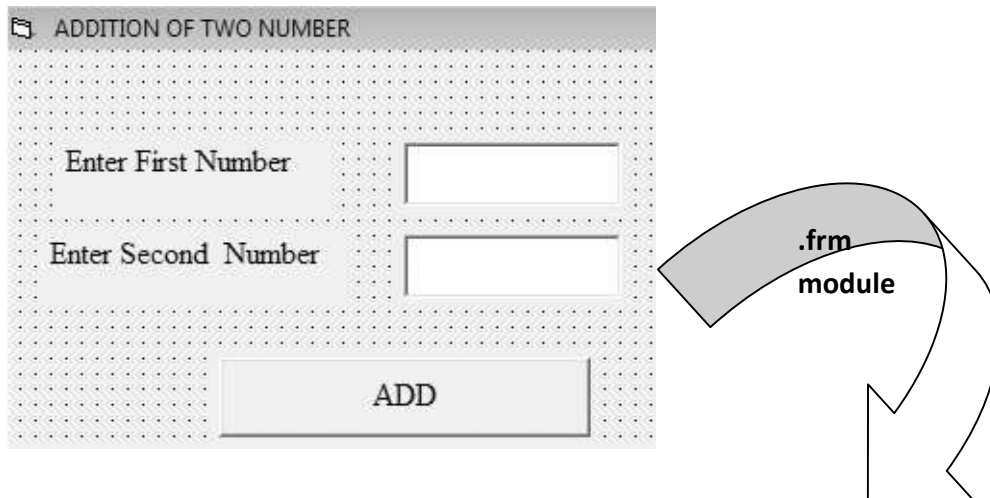 ADDITION OF TWO NUMBER
Enter First Number
Enter Second Number
ADD
.frm
module